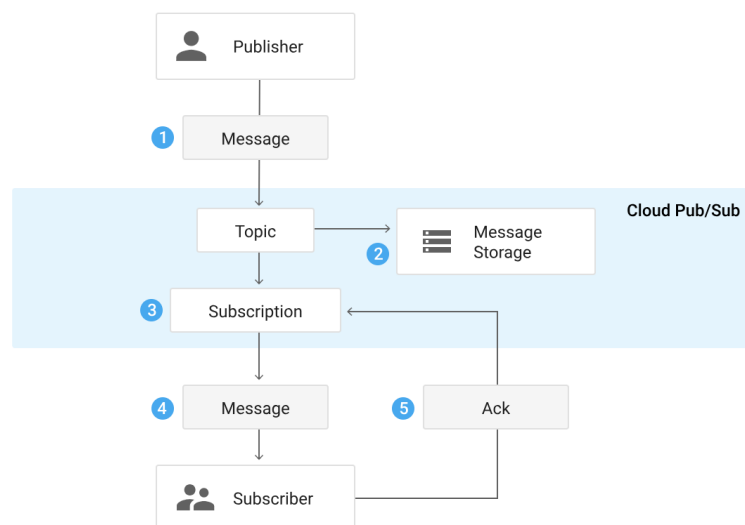 Publisher
1
Message
Cloud Pub/Sub
Topic
Message
Storage
2
3
Subscription
4
Message
5
Ack
Subscriber